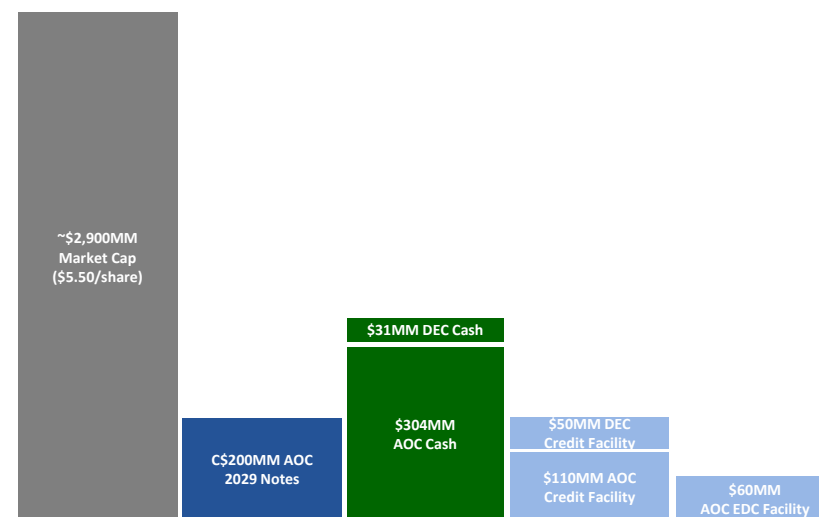 ~$2,900MM
Market Cap
($5.50/share)
C$200MM AOC
2029 Notes
$31MM DEC Cash
$304MM
AOC Cash
$50MM DEC
Credit Facility
$110MM AOC
Credit Facility
$60MM
AOC EDC Facility